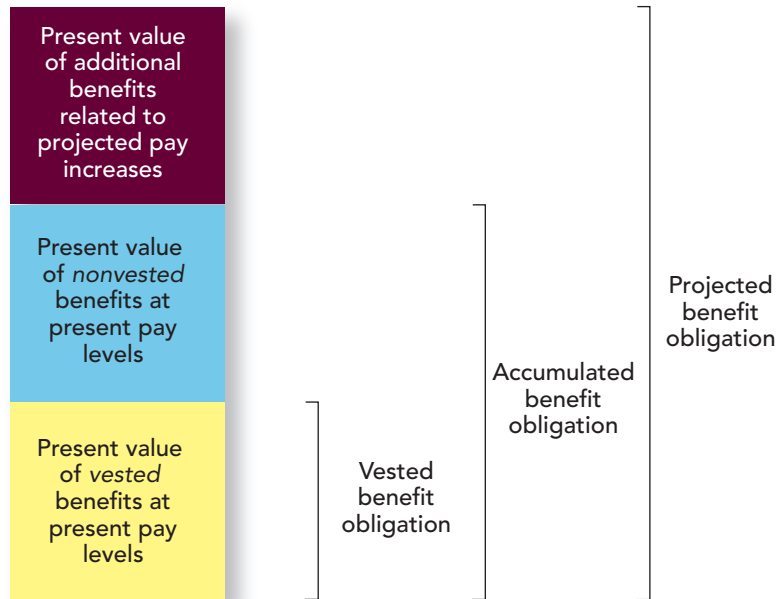 Present value
of additional
benefits
related to
projected pay
increases
Present value
of nonvested
benefits at
present pay
levels
Present value
of vested
benefits at
present pay
levels
Vested
benefit
obligation
Accumulated
benefit
obligation
Projected
benefit
obligation